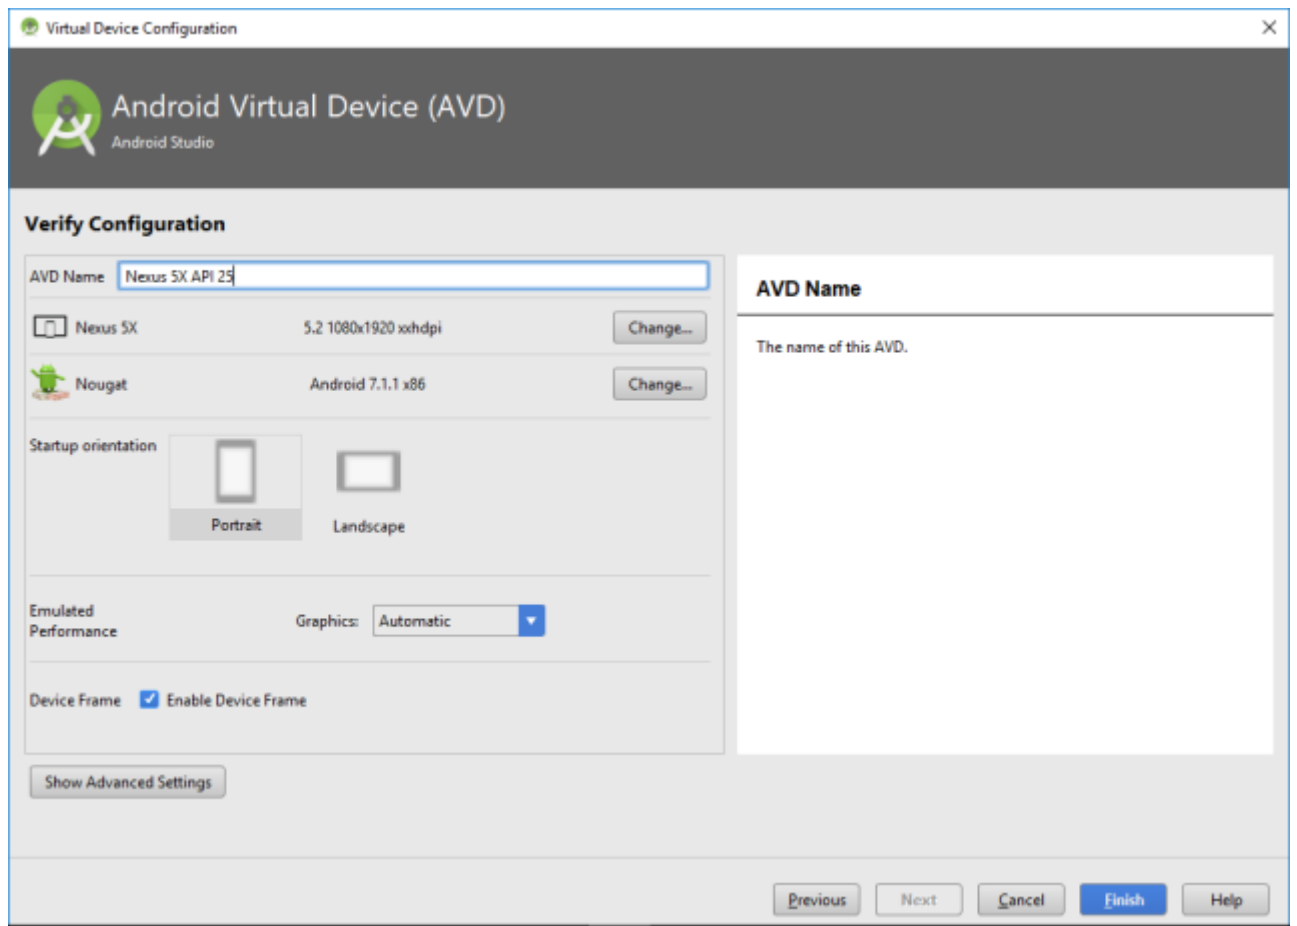 Virtual Device Configuration
Android Virtual Device (AVD)
Android Studio
Verify Configuration
AVD Name Nexus 5X API 25
Nexus 5X 5.2 1080x1920 xxhdpi Change...
Nougat Android 7.1.1 x86 Change...
Startup orientation
Portrait Landscape
Emulated
Performance
Graphics: Automatic
Device Frame Enable Device Frame
Show Advanced Settings
AVD Name
The name of this AVD.
Previous Next Cancel Finish Help